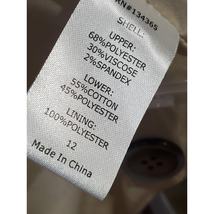 RN#134365
SHELL:
UPPER:
68%POLYESTER
30%VISCOSE
2%SPANDEX
LOWER:
55%COTTON
45%POLYESTER
LINING:
100%POLYESTER
12
Made In China